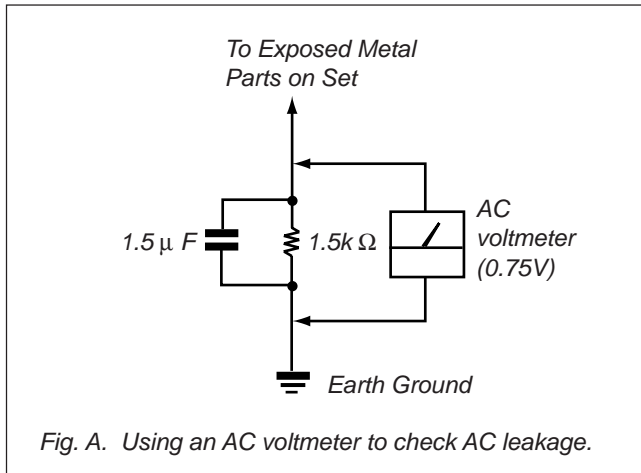 To Exposed Metal
Parts on Set
1.5 μ F
1.5k Ω
AC
voltmeter
(0.75V)
Earth Ground
Fig. A. Using an AC voltmeter to check AC leakage.